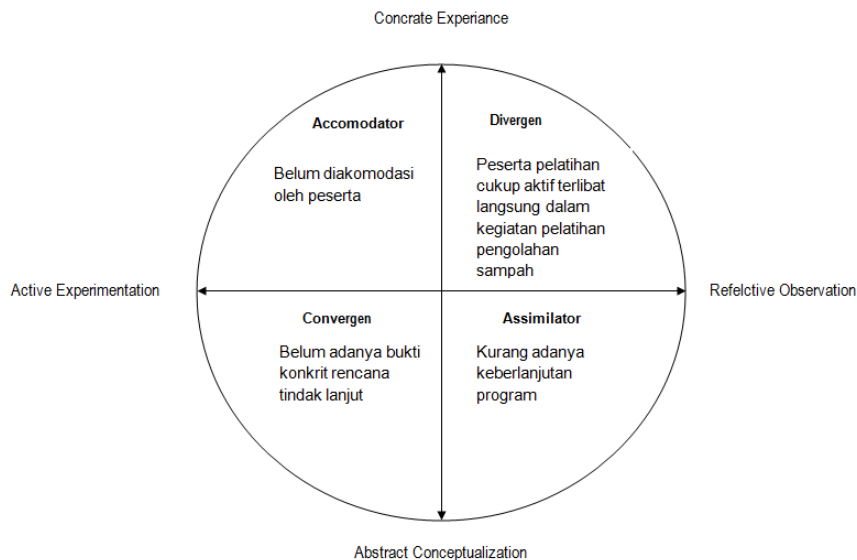 Concrate Experiance
Accomodator
Belum diakomodasi
oleh peserta
Divergen
Peserta pelatihan
cukup aktif terlibat
langsung dalam
kegiatan pelatihan
pengolahan
sampah
Active Experimentation
Refelctive Observation
Convergen
Belum adanya bukti
konkrit rencana
tindak lanjut
Assimilator
Kurang adanya
keberlanjutan
program
Abstract Conceptualization